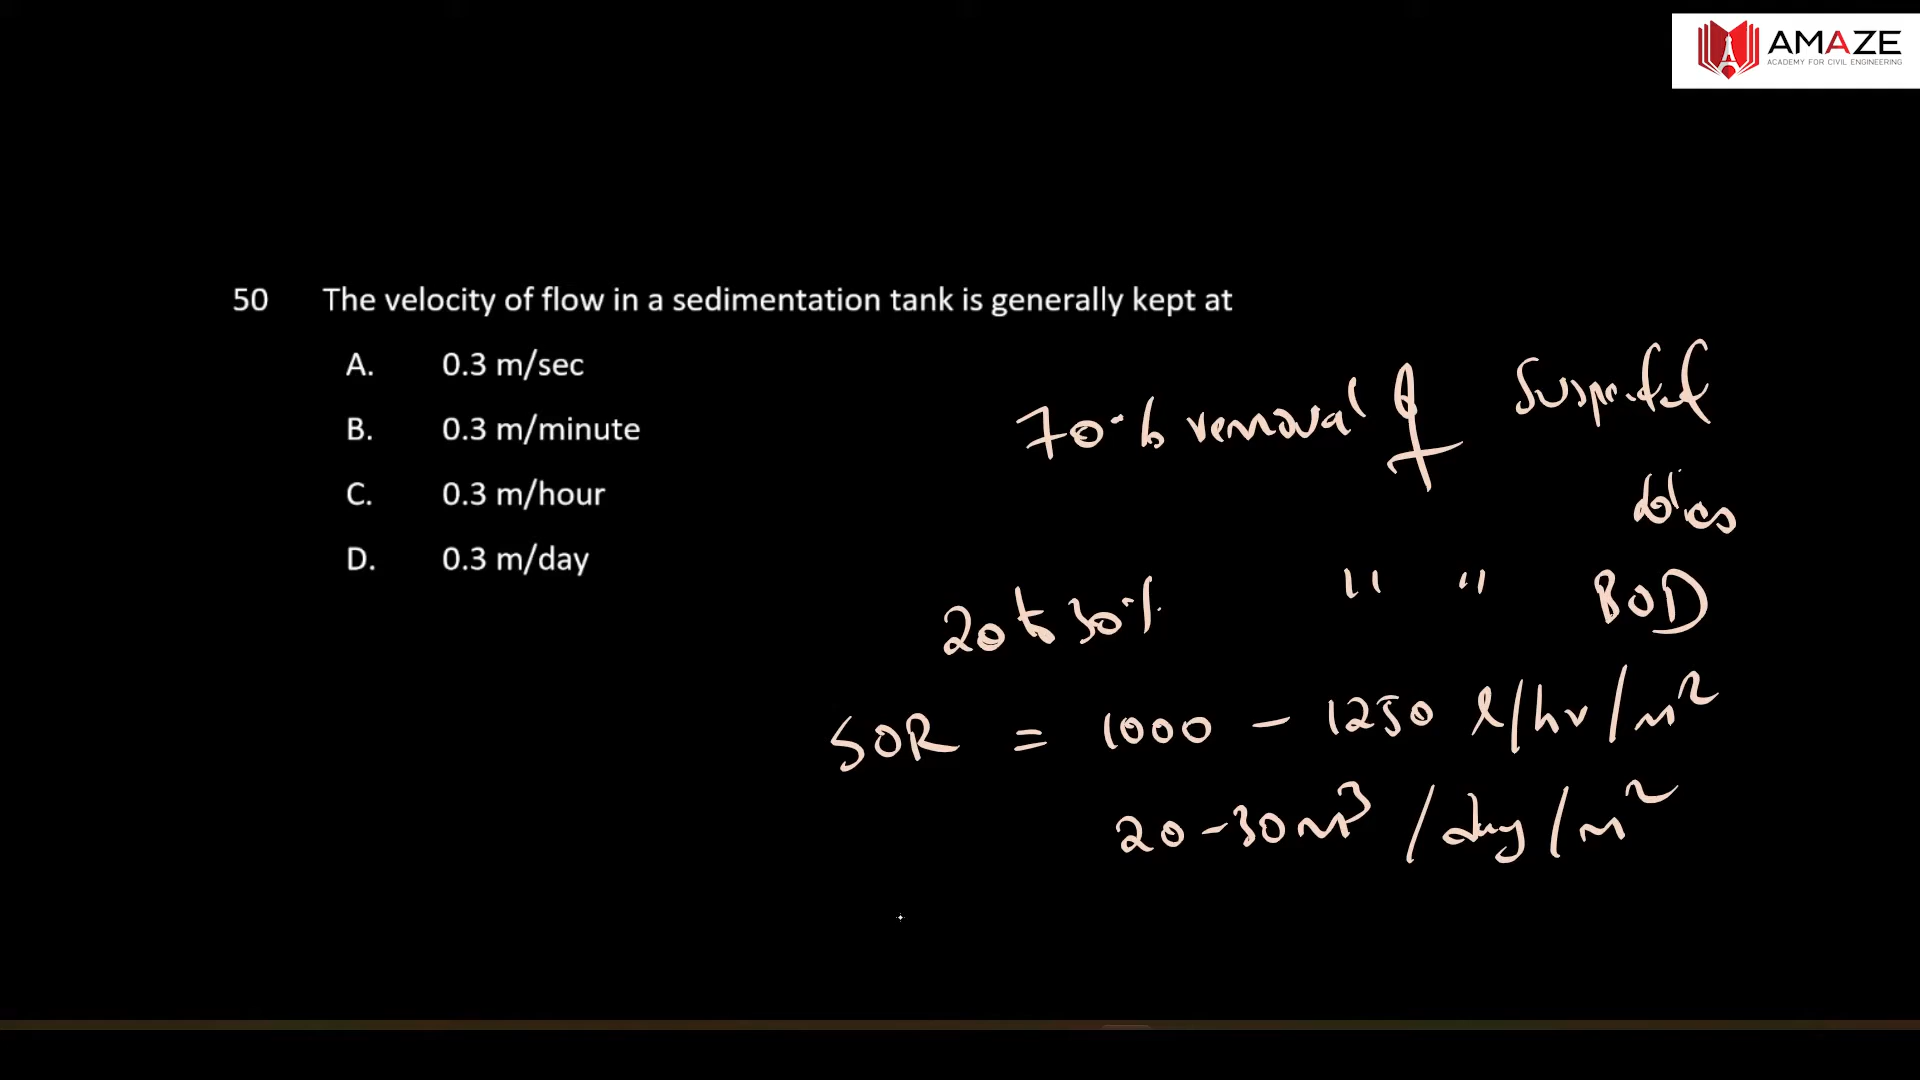 AMAZE
ACADEMY FOR CIVIL ENGINEERING
50 The velocity of flow in a sedimentation tank is generally kept at
A. 0.3 m/sec
B. 0.3 m/minute
C. 0.3 m/hour
D. 0.3 m/day
70% removal of
20 to 30% " " BOD
SOR = 1000 - 1250 l/hr/m²
20-30 m³/day/m²